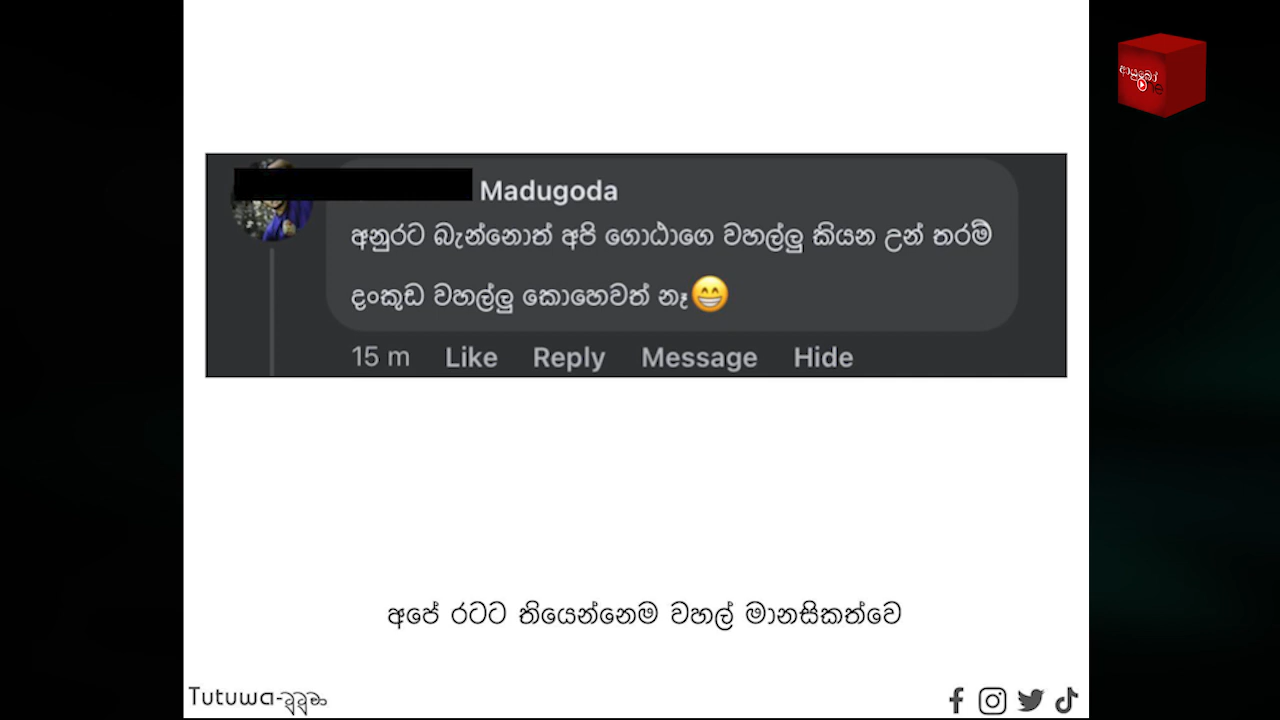 ආයුබෝ
Madugoda
අනුරට බැන්නොත් අපි ගොඨාගෙ වහල්ලු කියන උන් තරම්
දංකූඩ වහල්ලු කොහෙවත් නෑ😁
15 m Like Reply Message Hide
අපේ රටට තියෙන්නෙම වහල් මානසිකත්වෙ
Tutuwa-